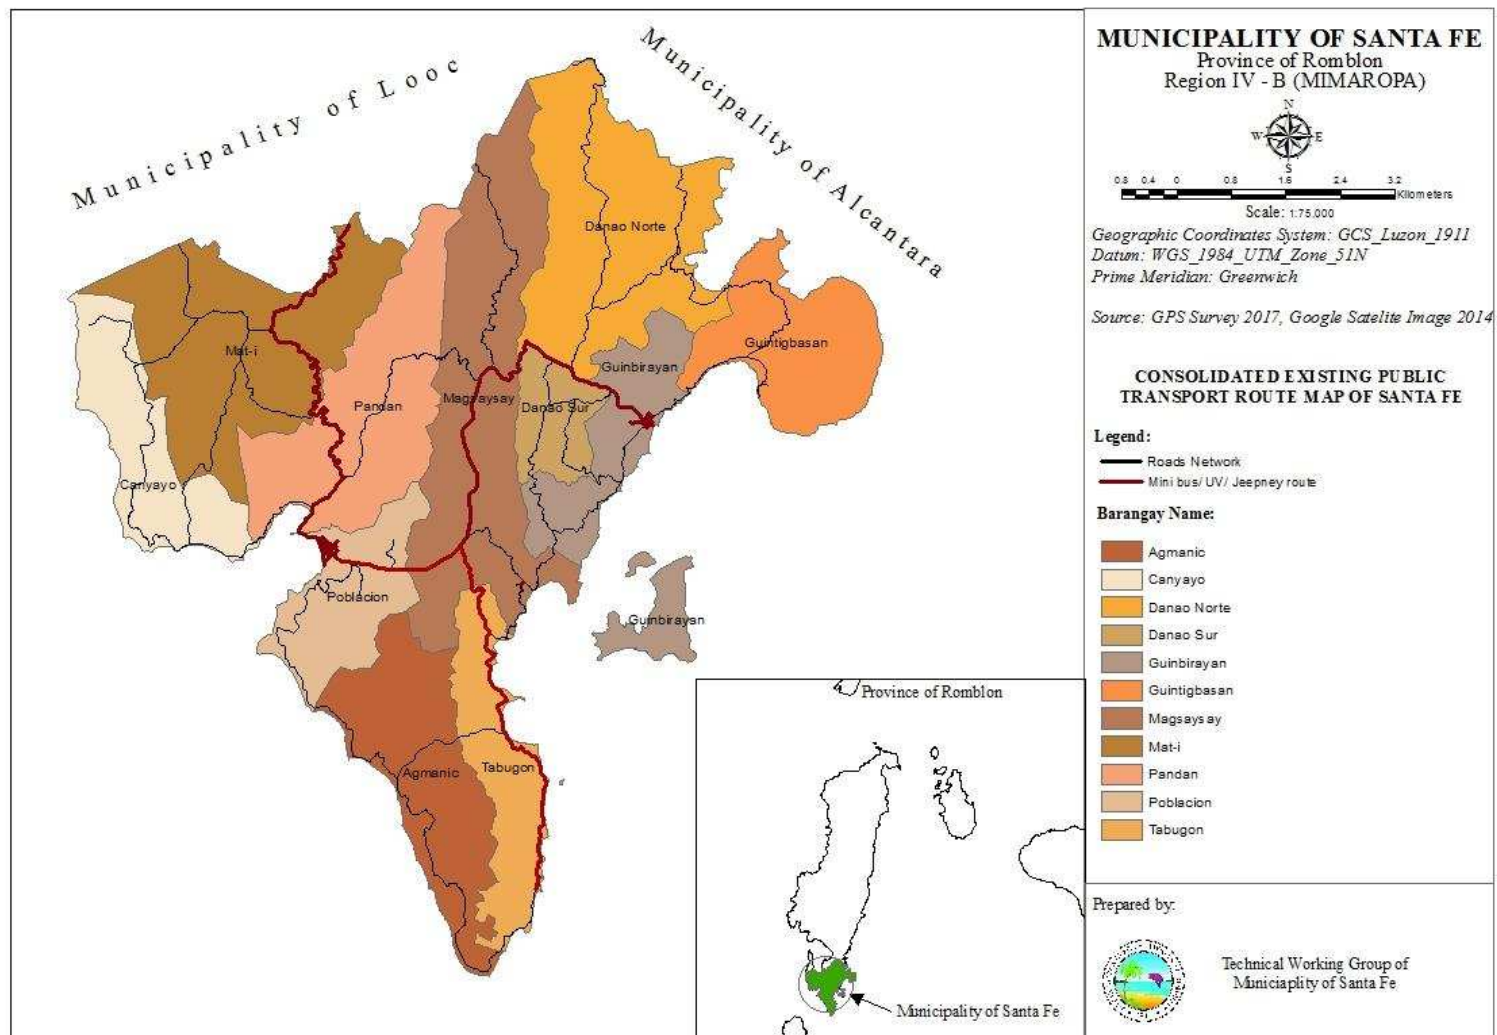 Municipality of Looc
Municipality of Alcantara
Danao Norte
Guintigbasan
Mat-i
Guinbirayan
Pandan
Magsaysay
Danao Sur
Canyayo
Poblacion
Guinbirayan
Agmanic
Tabugon
Province of Romblon
Municipality of Santa Fe
MUNICIPALITY OF SANTA FE
Province of Romblon
Region IV - B (MIMAROPA)
N
W E
S
0.8 0.4 0 0.8 1.6 2.4 3.2
Kilometers
Scale: 1:75,000
Geographic Coordinates System: GCS_Luzon_1911
Datum: WGS_1984_UTM_Zone_51N
Prime Meridian: Greenwich
Source: GPS Survey 2017, Google Satelite Image 2014
CONSOLIDATED EXISTING PUBLIC
TRANSPORT ROUTE MAP OF SANTA FE
Legend:
Roads Network
Mini bus/ UV/ Jeepney route
Barangay Name:
Agmanic
Canyayo
Danao Norte
Danao Sur
Guinbirayan
Guintigbasan
Magsaysay
Mat-i
Pandan
Poblacion
Tabugon
Prepared by:
Technical Working Group of
Municiaplity of Santa Fe